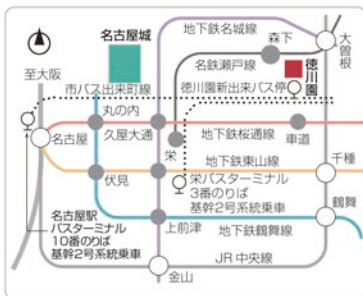 地下鉄名城線
名古屋城
森下
大曽根
名鉄瀬戸線
徳川園
至大阪
市バス出来町線
徳川園新出来バス停
丸の内
名古屋
久屋大通
栄
地下鉄桜通線
車道
地下鉄東山線
千種
伏見
栄バスターミナル
3番のりば
基幹2号系統乗車
鶴舞
名古屋駅
バスターミナル
10番のりば
基幹2号系統乗車
上前津
地下鉄鶴舞線
JR中央線
金山